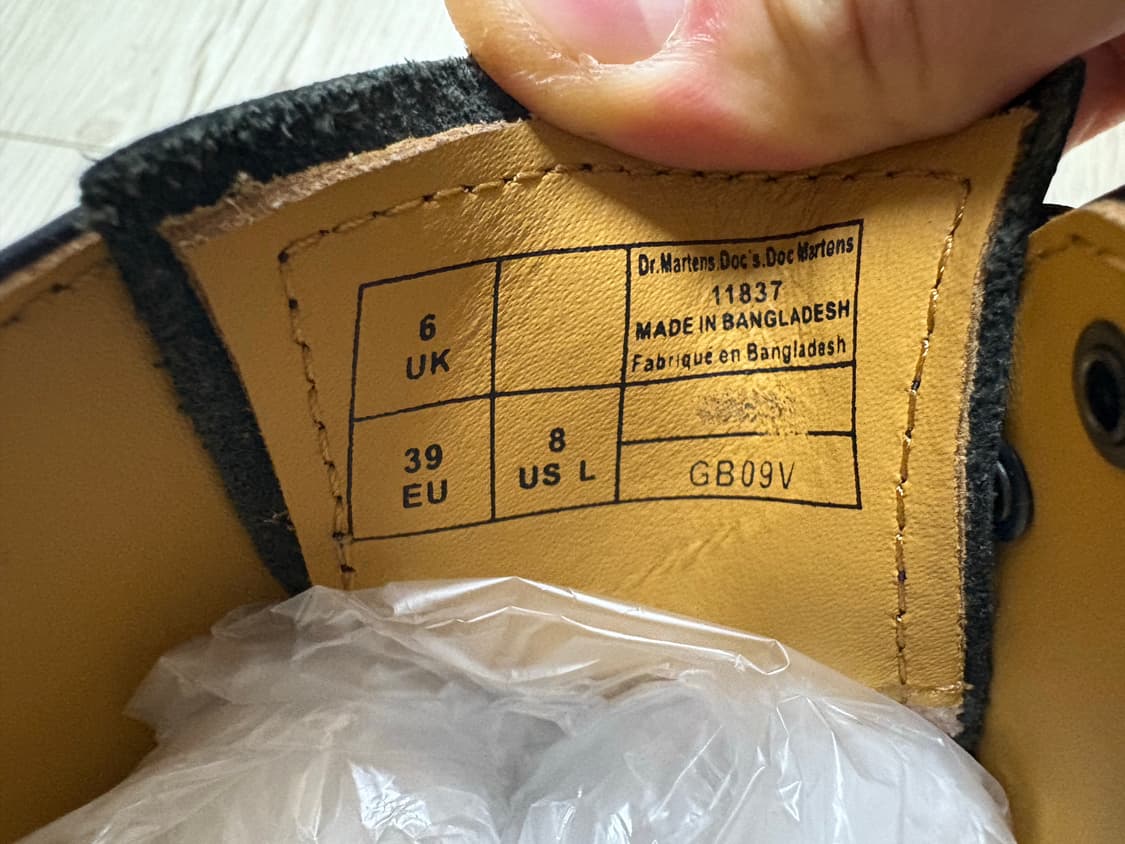 6
UK
Dr.Martens.Doc's.Doc Martens
11837
MADE IN BANGLADESH
Fabriqué en Bangladesh
39
EU
8
US L
GB09V